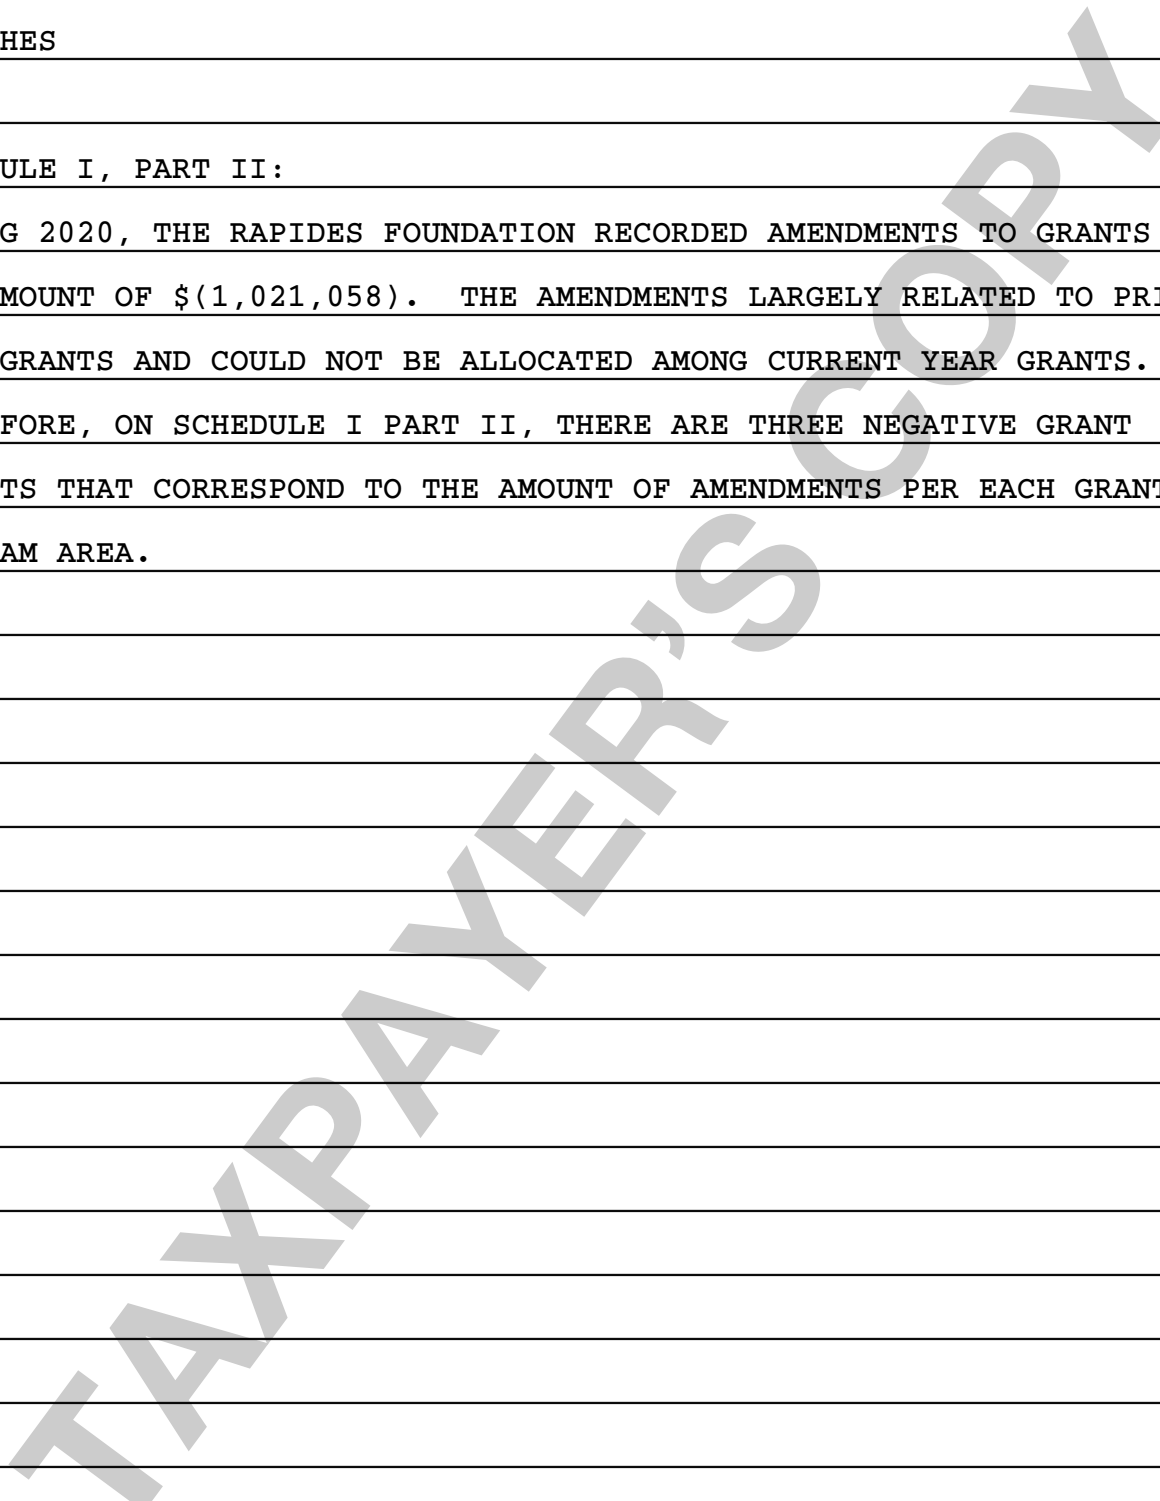 HES
ULE I, PART II:
G 2020, THE RAPIDES FOUNDATION RECORDED AMENDMENTS TO GRANTS
MOUNT OF $(1,021,058).  THE AMENDMENTS LARGELY RELATED TO PRI
GRANTS AND COULD NOT BE ALLOCATED AMONG CURRENT YEAR GRANTS.
FORE, ON SCHEDULE I PART II, THERE ARE THREE NEGATIVE GRANT
TS THAT CORRESPOND TO THE AMOUNT OF AMENDMENTS PER EACH GRANT
AM AREA.
TAXPAYER'S COPY